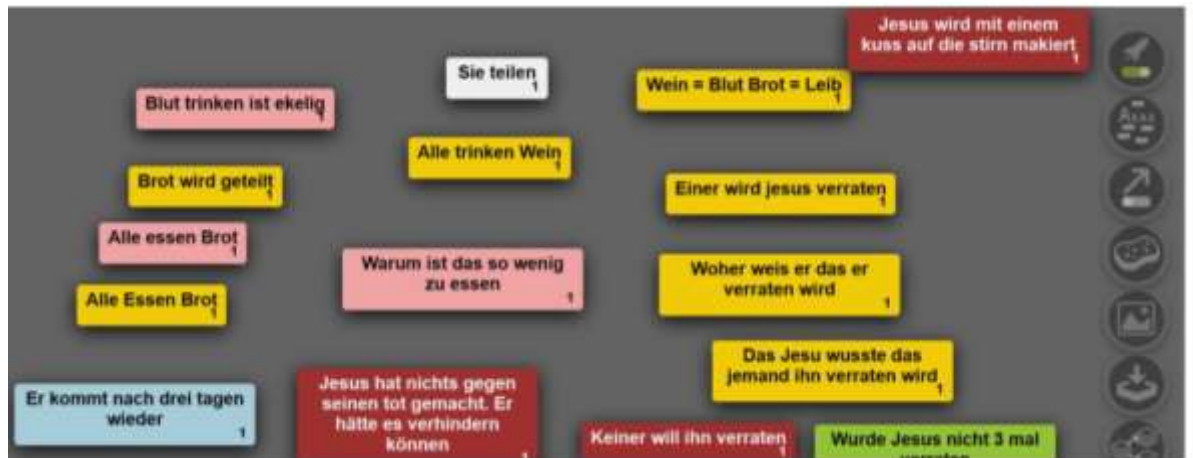 Jesus wird mit einem
kuss auf die stirn makiert
1
Sie teilen
1
Wein = Blut Brot = Leib
1
Blut trinken ist ekelig
1
Alle trinken Wein
1
Brot wird geteilt
1
Einer wird jesus verraten
1
Alle essen Brot
1
Warum ist das so wenig
zu essen
1
Woher weis er das er
verraten wird
1
Alle Essen Brot
1
Das Jesu wusste das
jemand ihn verraten wird
1
Er kommt nach drei tagen
wieder
1
Jesus hat nichts gegen
seinen tot gemacht. Er
hätte es verhindern
können
1
Keiner will ihn verraten
1
Wurde Jesus nicht 3 mal
verraten